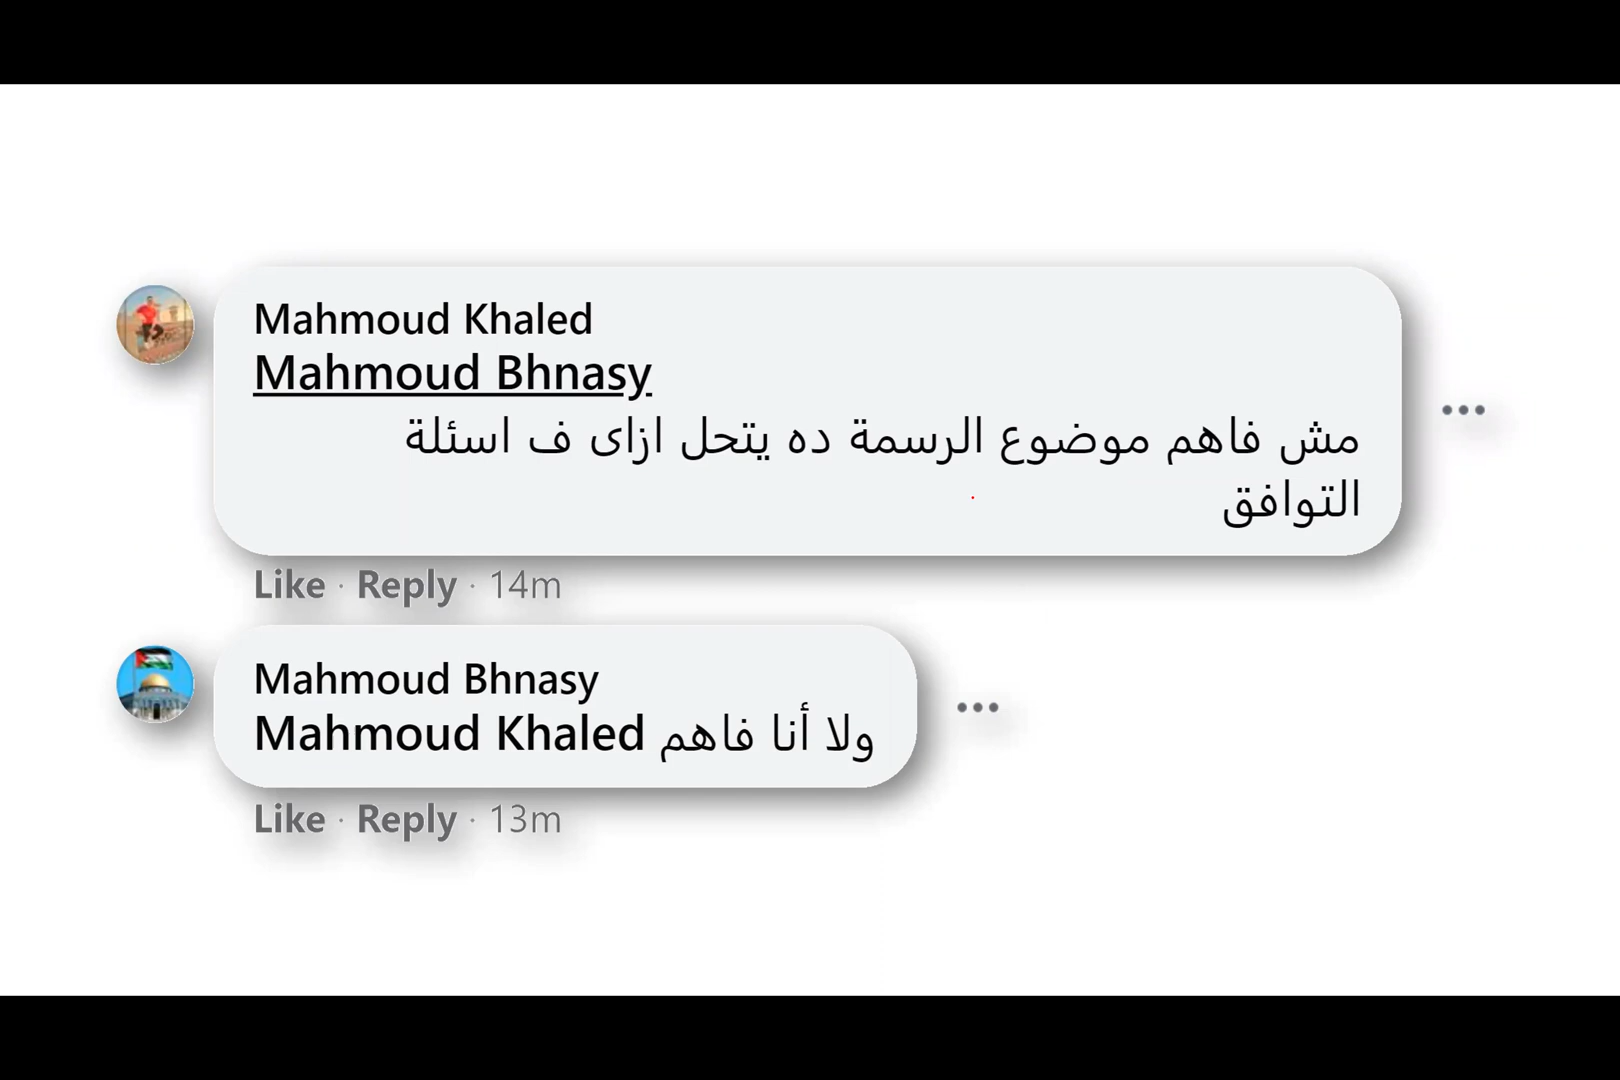 Mahmoud Khaled
Mahmoud Bhnasy
مش فاهم موضوع الرسمة ده يتحل ازاى ف اسئلة
التوافق
Like · Reply · 14m
Mahmoud Bhnasy
Mahmoud Khaled ولا أنا فاهم
Like · Reply · 13m